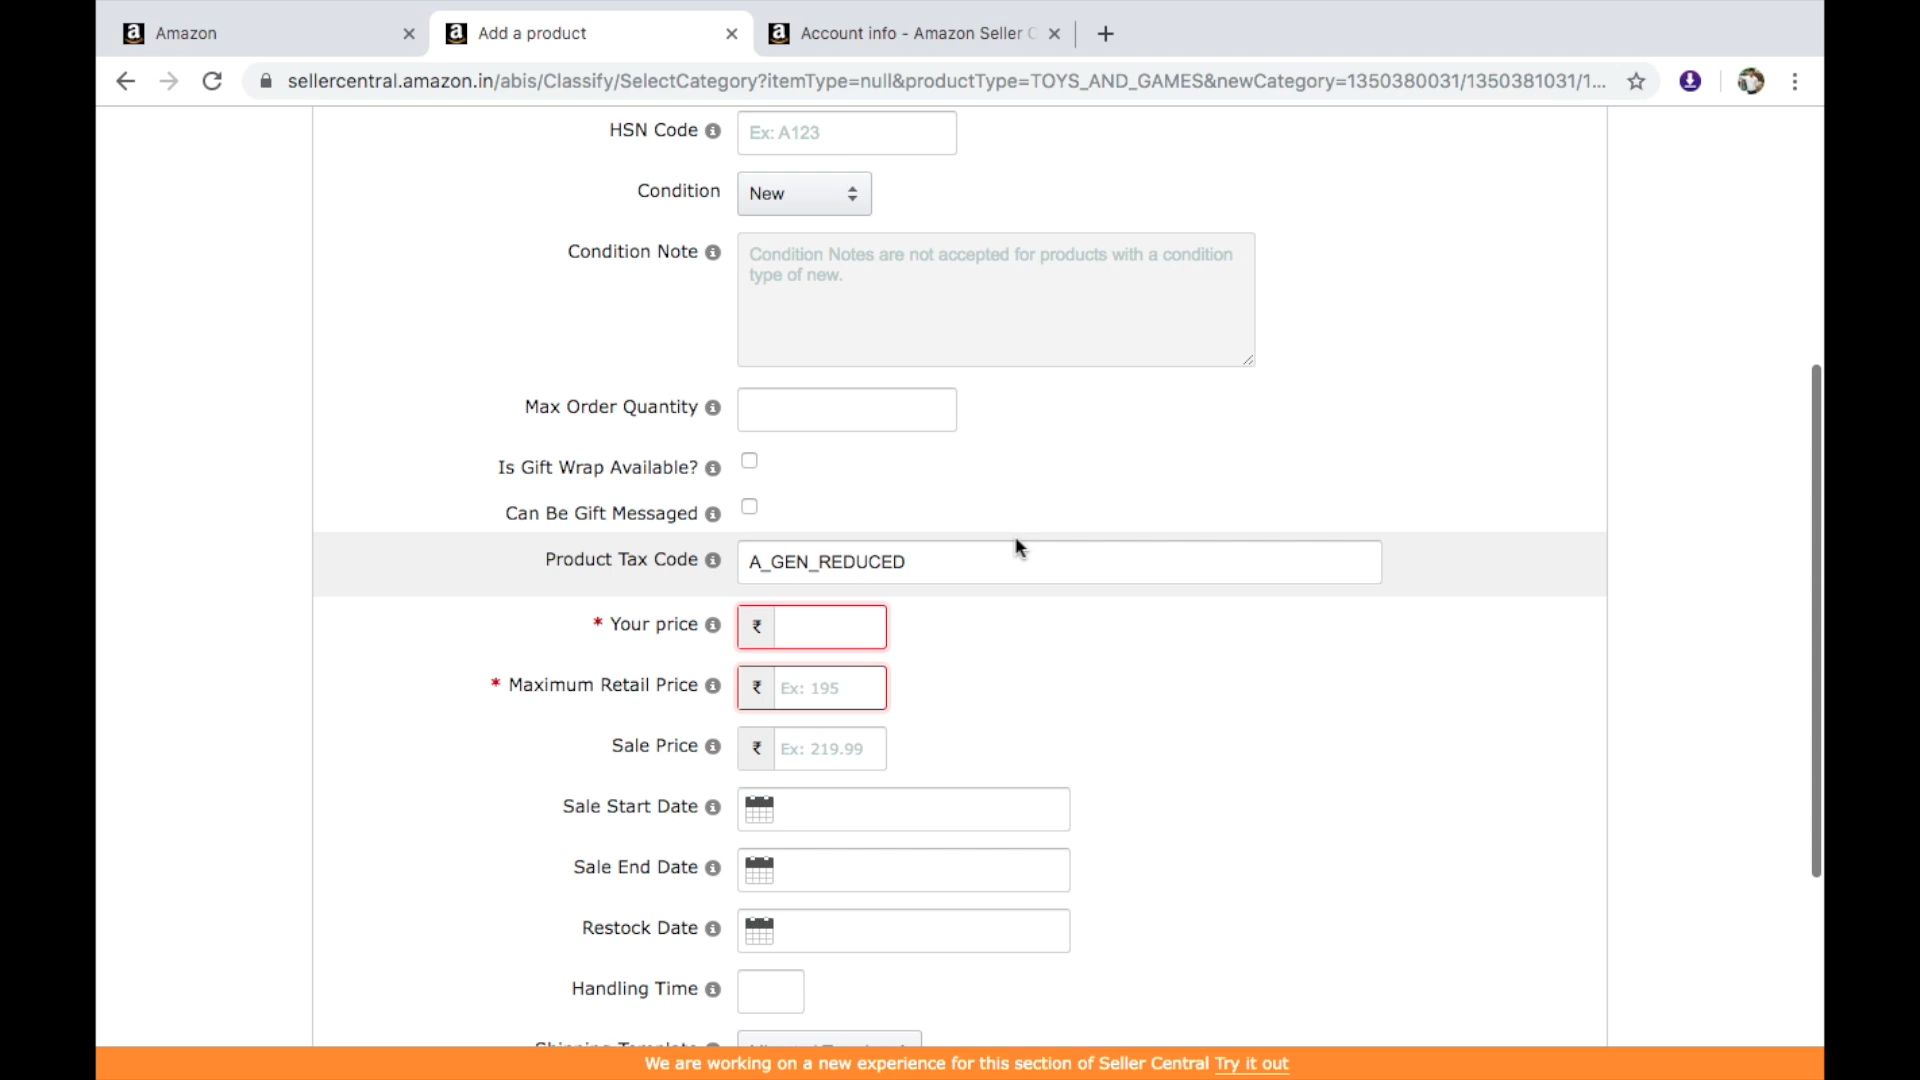 Amazon
Add a product
Account info - Amazon Seller C
sellercentral.amazon.in/abis/Classify/SelectCategory?itemType=null&productType=TOYS_AND_GAMES&newCategory=1350380031/1350381031/1...
HSN Code
Ex: A123
Condition
New
Condition Note
Condition Notes are not accepted for products with a condition
type of new.
Max Order Quantity
Is Gift Wrap Available?
Can Be Gift Messaged
Product Tax Code
A_GEN_REDUCED
* Your price
₹
* Maximum Retail Price
₹ Ex: 195
Sale Price
₹ Ex: 219.99
Sale Start Date
Sale End Date
Restock Date
Handling Time
Shipping Template
We are working on a new experience for this section of Seller Central Try it out